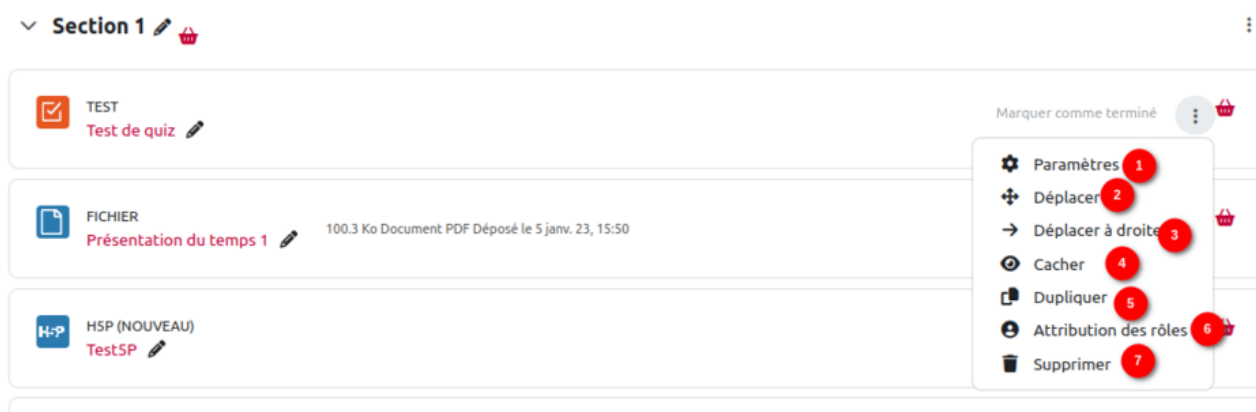 Section 1
TEST
Test de quiz
Marquer comme terminé
Paramètres 1
Déplacer 2
Déplacer à droite 3
Cacher 4
Dupliquer 5
Attribution des rôles 6
Supprimer 7
FICHIER
Présentation du temps 1
100.3 Ko Document PDF Déposé le 5 janv. 23, 15:50
H5P
H5P (NOUVEAU)
Test5P